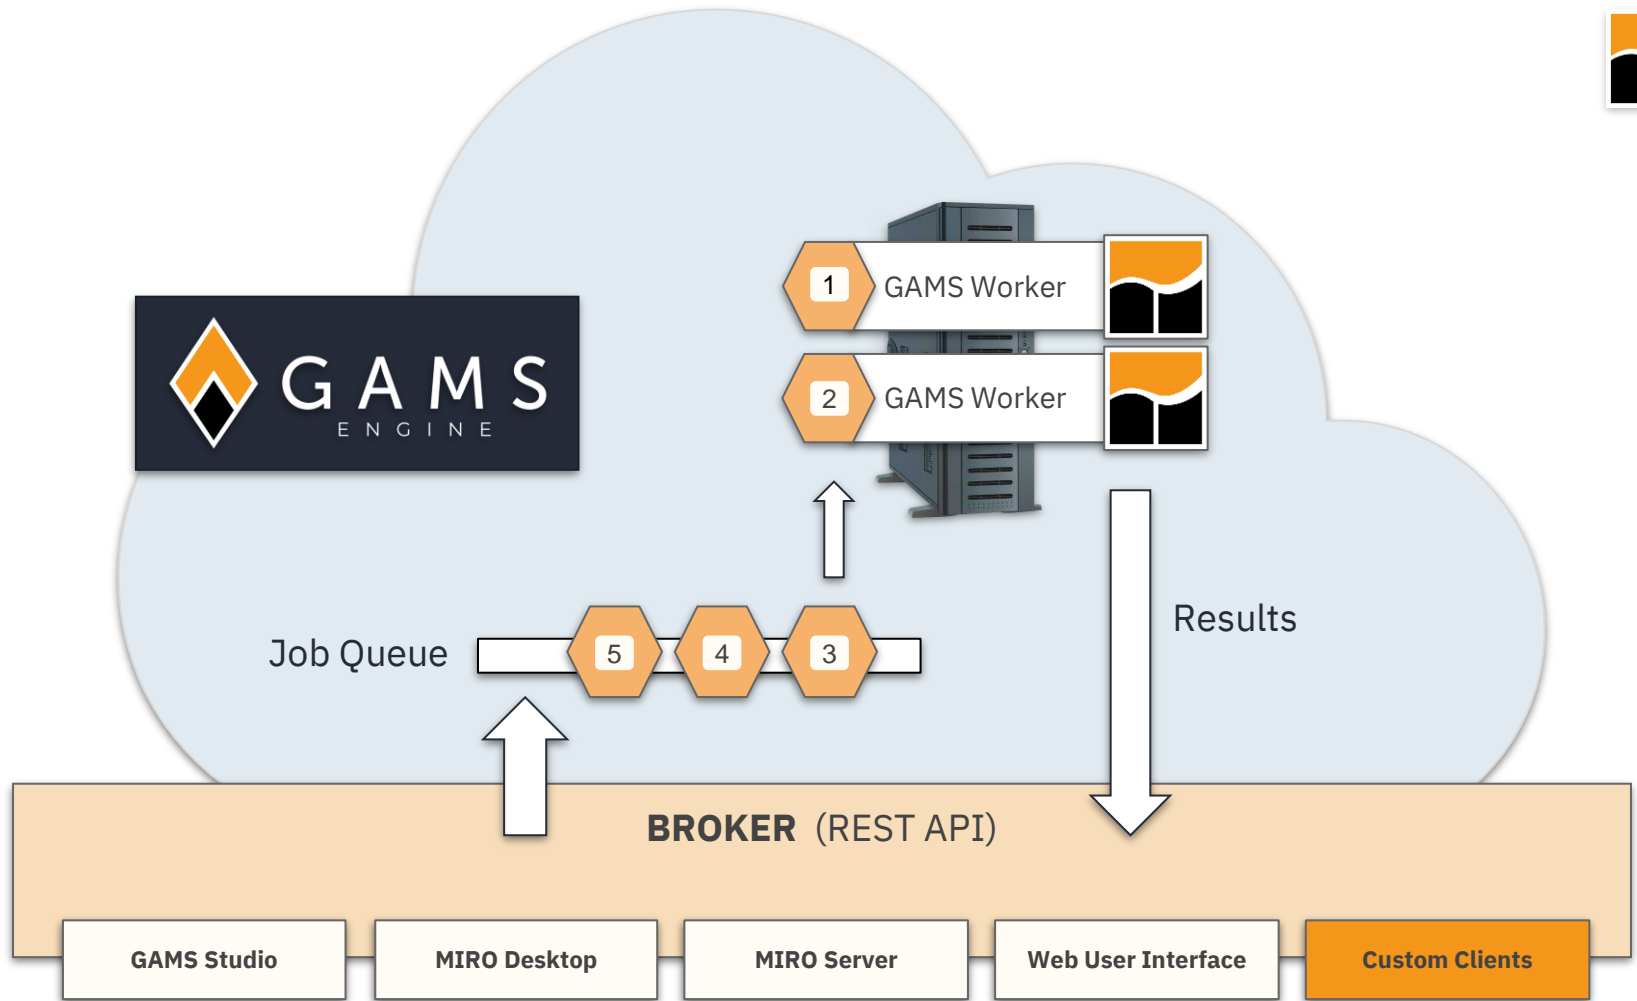 1
GAMS Worker
2
GAMS Worker
GAMS
ENGINE
Job Queue
5
4
3
Results
BROKER (REST API)
GAMS Studio
MIRO Desktop
MIRO Server
Web User Interface
Custom Clients